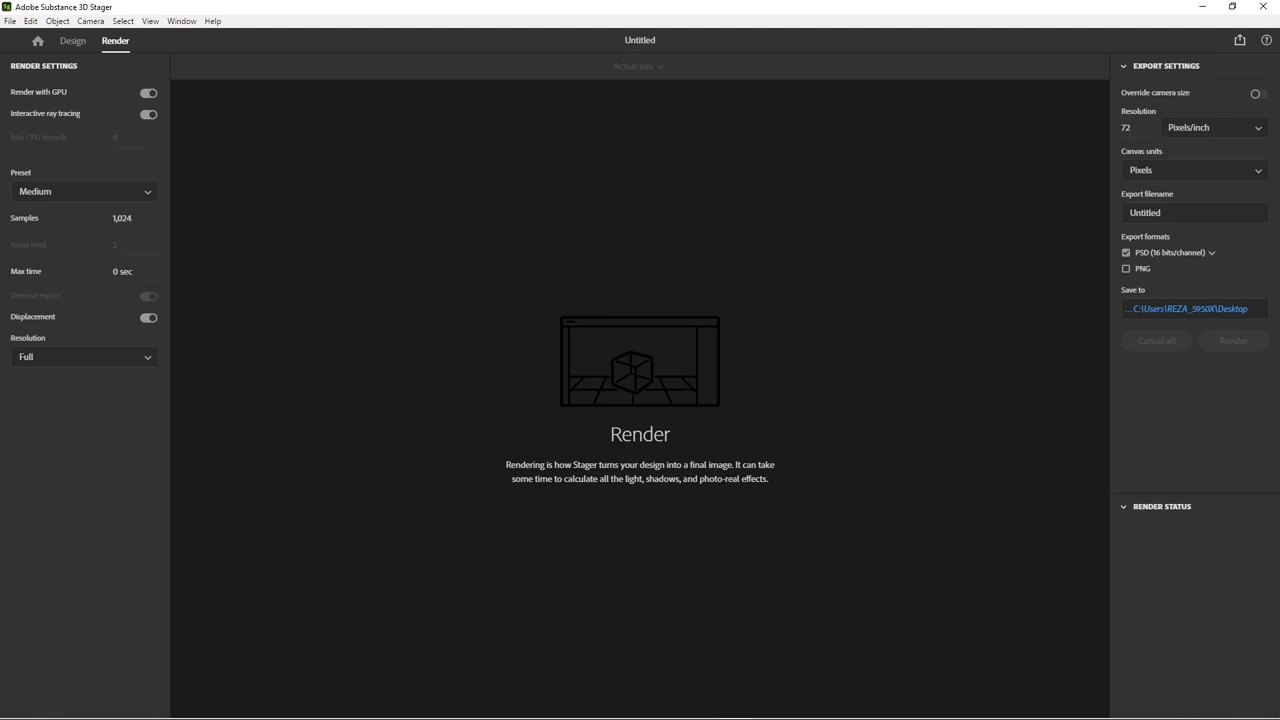 Adobe Substance 3D Stager
File Edit Object Camera Select View Window Help
Design Render
Untitled
RENDER SETTINGS
Render with GPU
Interactive ray tracing
Max CPU threads 0
Preset
Medium
Samples 1,024
Noise level 2
Max time 0 sec
Denoise export
Displacement
Resolution
Full
Actual size
Render
Rendering is how Stager turns your design into a final image. It can take
some time to calculate all the light, shadows, and photo-real effects.
EXPORT SETTINGS
Override camera size
Resolution
72 Pixels/inch
Canvas units
Pixels
Export filename
Untitled
Export formats
PSD (16 bits/channel)
PNG
Save to
... C:\Users\REZA_5950X\Desktop
Cancel all Render
RENDER STATUS